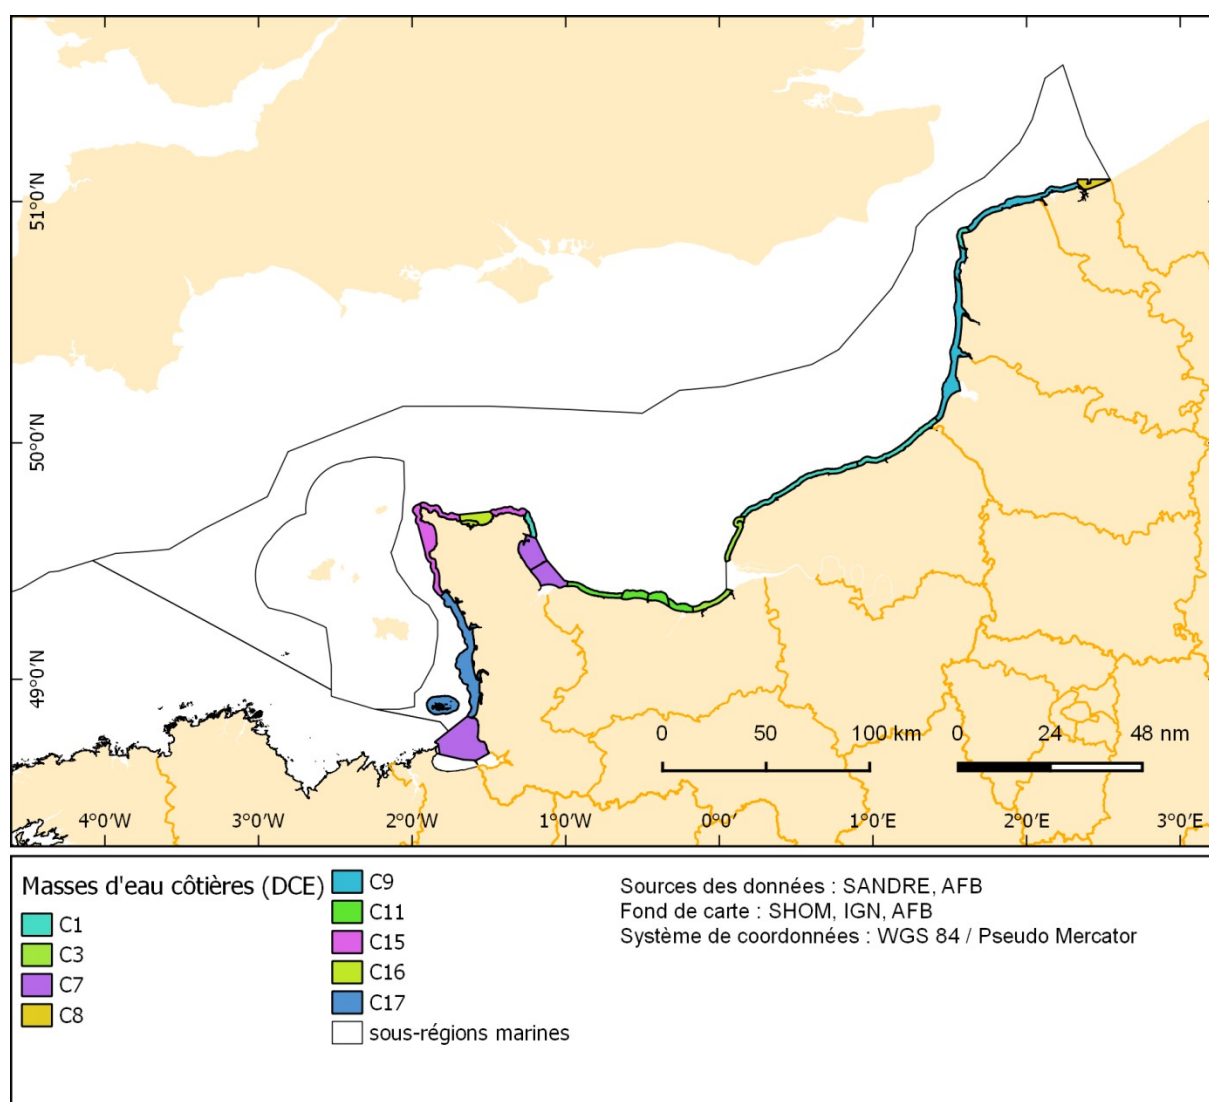 51°0'N
50°0'N
49°0'N
0 50 100 km 0 24 48 nm
4°0'W 3°0'W 2°0'W 1°0'W 0°0' 1°0'E 2°0'E 3°0'E
Masses d'eau côtières (DCE)
C1
C3
C7
C8
C9
C11
C15
C16
C17
sous-régions marines
Sources des données : SANDRE, AFB
Fond de carte : SHOM, IGN, AFB
Système de coordonnées : WGS 84 / Pseudo Mercator